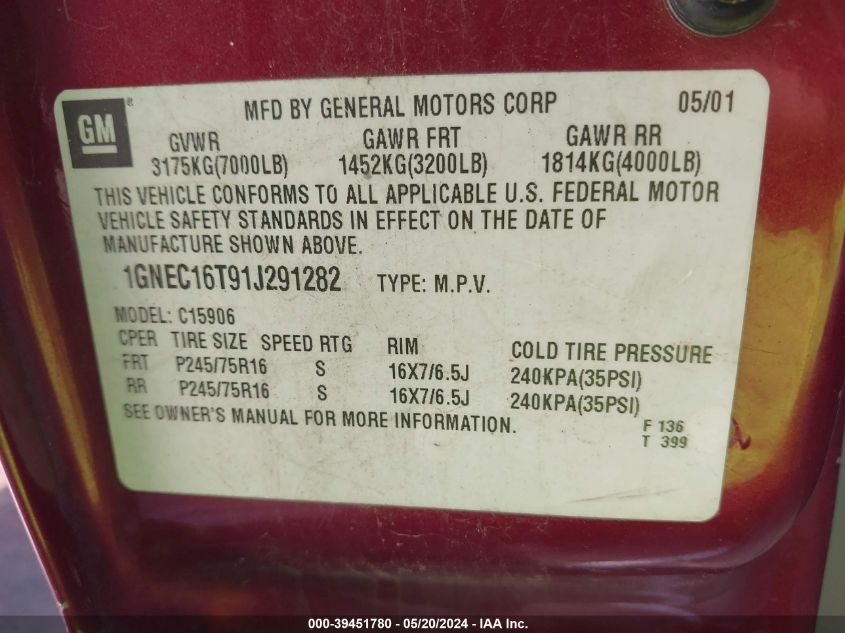 GM ®
MFD BY GENERAL MOTORS CORP 05/01
GVWR GAWR FRT GAWR RR
3175KG(7000LB) 1452KG(3200LB) 1814KG(4000LB)
THIS VEHICLE CONFORMS TO ALL APPLICABLE U.S. FEDERAL MOTOR
VEHICLE SAFETY STANDARDS IN EFFECT ON THE DATE OF
MANUFACTURE SHOWN ABOVE.
1GNEC16T91J291282 TYPE: M.P.V.
MODEL: C15906
CPER TIRE SIZE SPEED RTG RIM COLD TIRE PRESSURE
FRT P245/75R16 S 16X7/6.5J 240KPA(35PSI)
RR P245/75R16 S 16X7/6.5J 240KPA(35PSI)
SEE OWNER'S MANUAL FOR MORE INFORMATION.
F 136
T 399
000-39451780 - 05/20/2024 - IAA Inc.